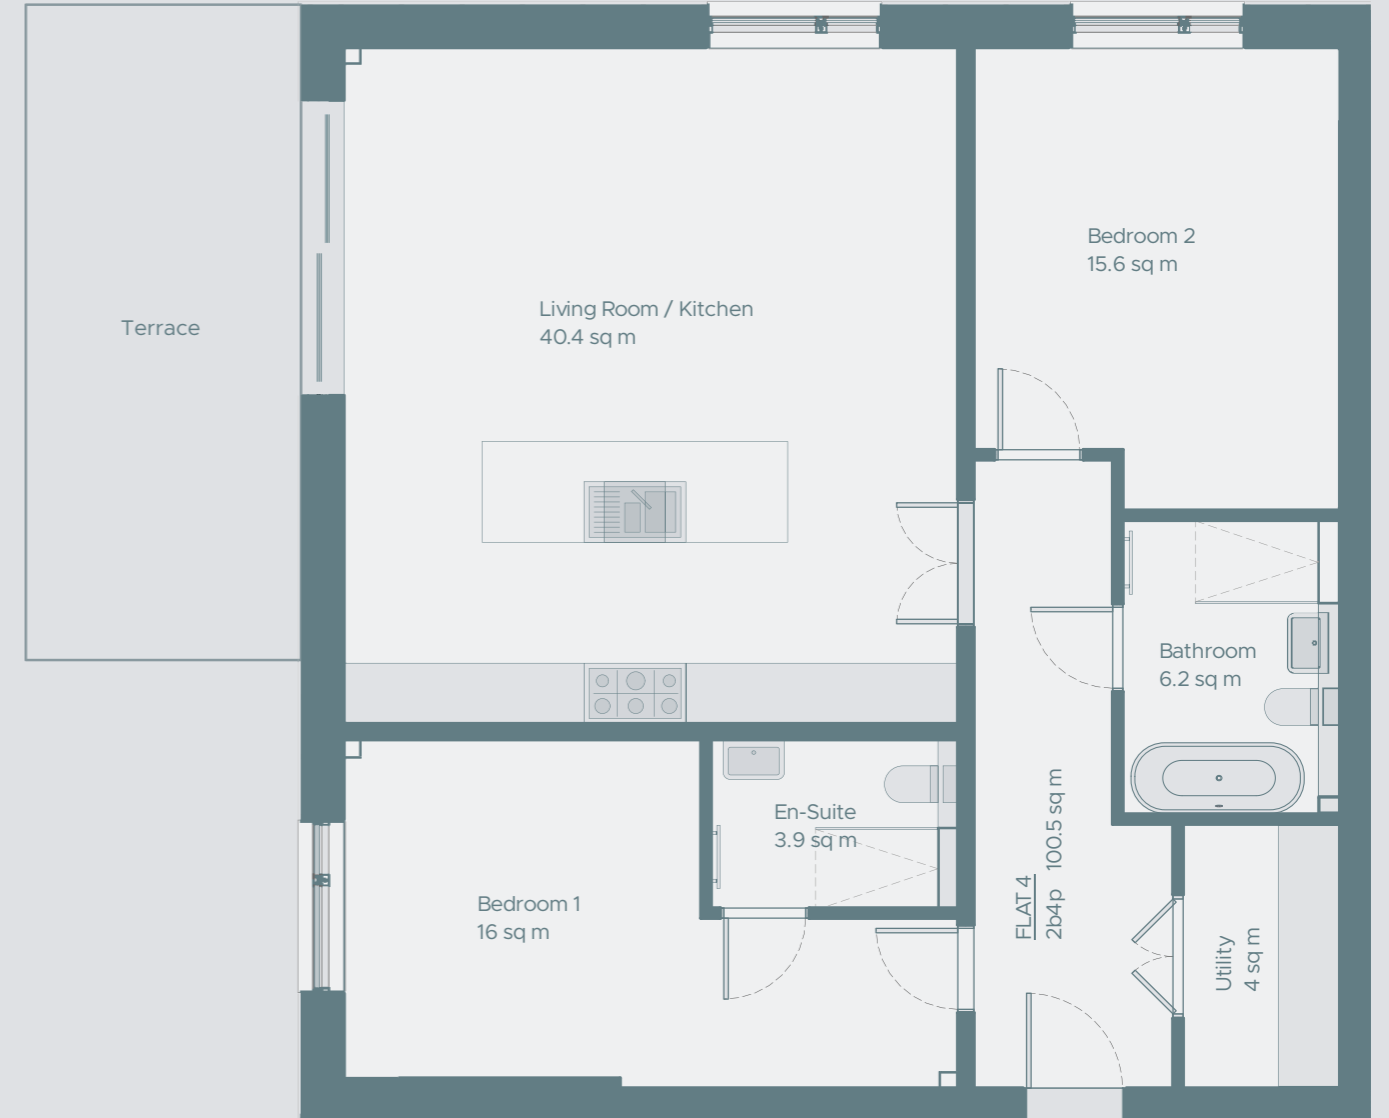 Bedroom 2
15.6 sq m
Living Room / Kitchen
40.4 sq m
Terrace
Bathroom
6.2 sq m
En-Suite
3.9 sq m
Bedroom 1
16 sq m
FLAT 4
2b4p 100.5 sq m
Utility
4 sq m